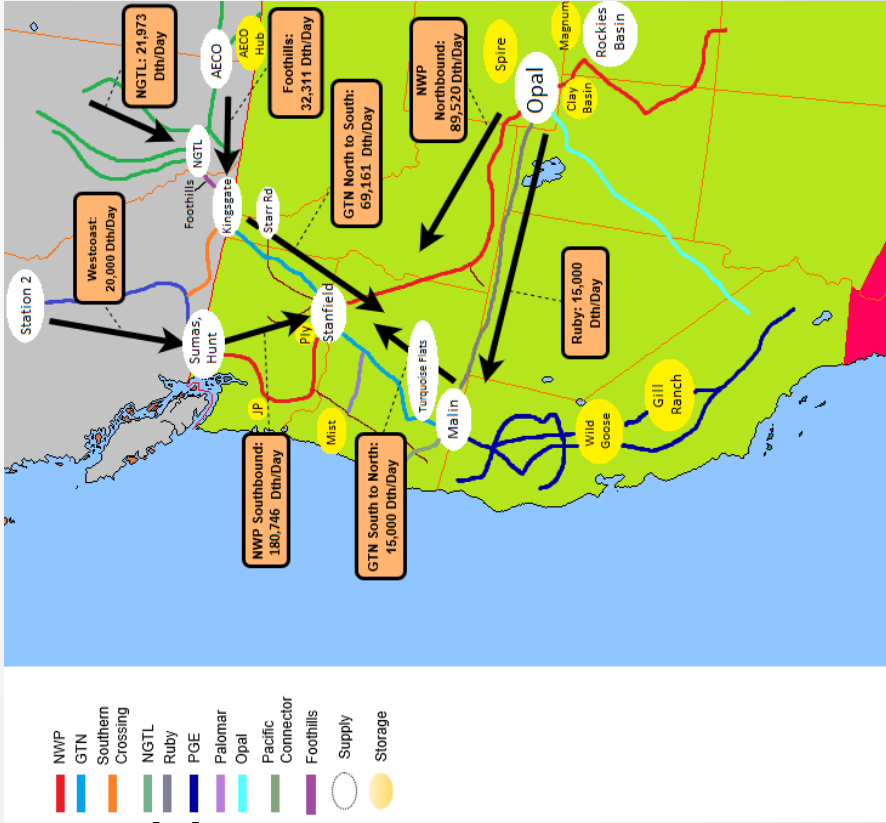 NGTL: 21,973
Dth/Day
AECO
AECO
Hub
Foothills:
32,311 Dth/Day
NGTL
Foothills
Kingsgate
Starr Rd
GTN North to South:
69,161 Dth/Day
Westcoast:
20,000 Dth/Day
Station 2
Sumas,
Hunt
Spire
Magnum
Rockies
Basin
Opal
Clay
Basin
NWP
Northbound:
89,520 Dth/Day
Ply
Stanfield
JP
Mist
Turquoise Flats
Malin
Ruby: 15,000
Dth/Day
NWP Southbound:
180,746 Dth/Day
GTN South to North:
15,000 Dth/Day
Wild
Goose
Gill
Ranch
NWP
GTN
Southern
Crossing
NGTL
Ruby
PGE
Palomar
Opal
Pacific
Connector
Foothills
Supply
Storage